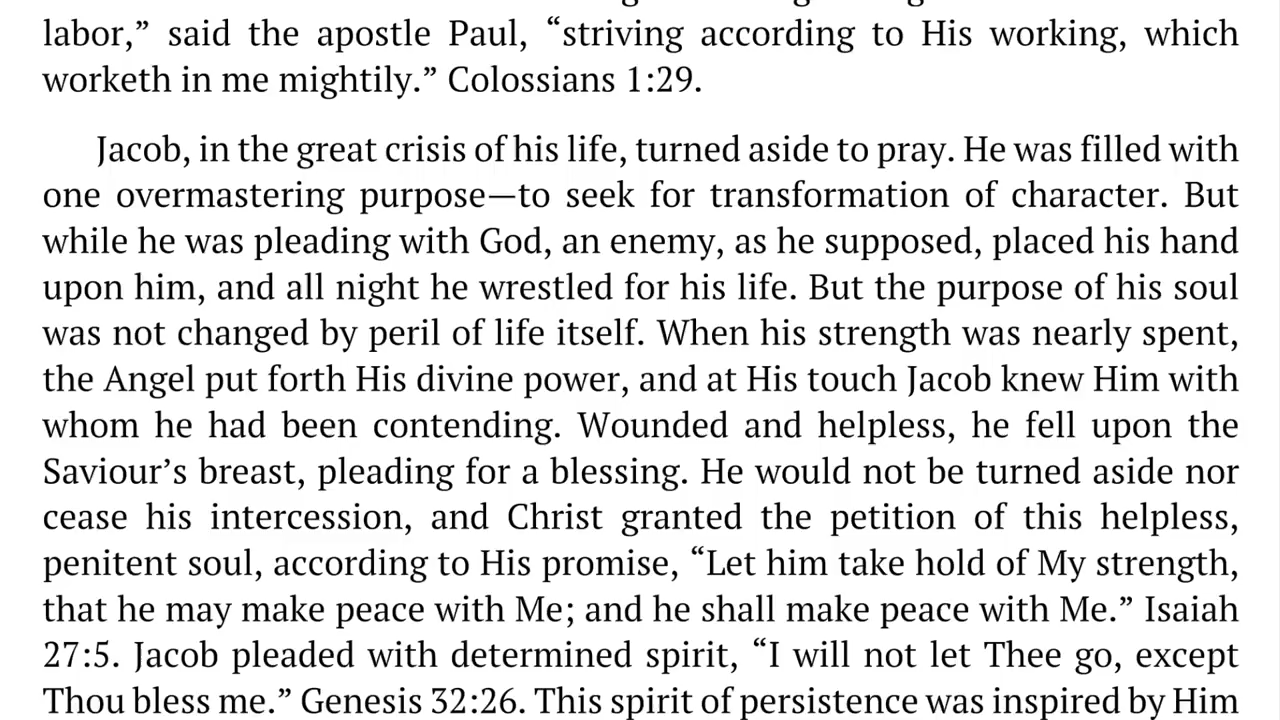 labor,” said the apostle Paul, “striving according to His working, which
worketh in me mightily.” Colossians 1:29.
Jacob, in the great crisis of his life, turned aside to pray. He was filled with
one overmastering purpose—to seek for transformation of character. But
while he was pleading with God, an enemy, as he supposed, placed his hand
upon him, and all night he wrestled for his life. But the purpose of his soul
was not changed by peril of life itself. When his strength was nearly spent,
the Angel put forth His divine power, and at His touch Jacob knew Him with
whom he had been contending. Wounded and helpless, he fell upon the
Saviour’s breast, pleading for a blessing. He would not be turned aside nor
cease his intercession, and Christ granted the petition of this helpless,
penitent soul, according to His promise, “Let him take hold of My strength,
that he may make peace with Me; and he shall make peace with Me.” Isaiah
27:5. Jacob pleaded with determined spirit, “I will not let Thee go, except
Thou bless me.” Genesis 32:26. This spirit of persistence was inspired by Him